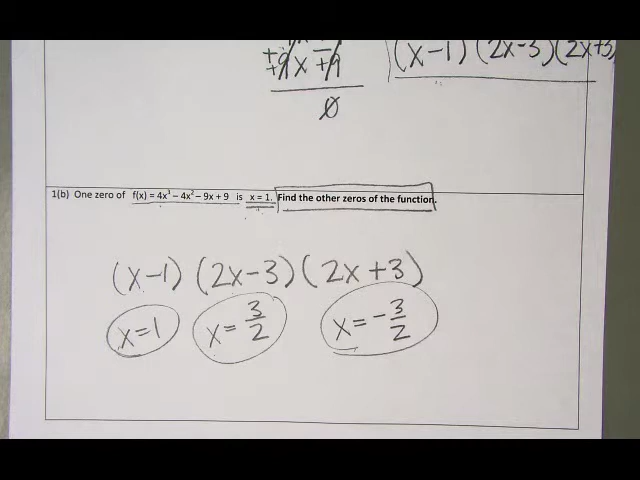 +9x +9
(x-1) (2x-3)(2x+3)
0
1(b) One zero of f(x) = 4x³ – 4x² – 9x + 9 is x = 1. Find the other zeros of the function.
(x-1) (2x-3) (2x+3)
x=1 x=3/2 x=-3/2